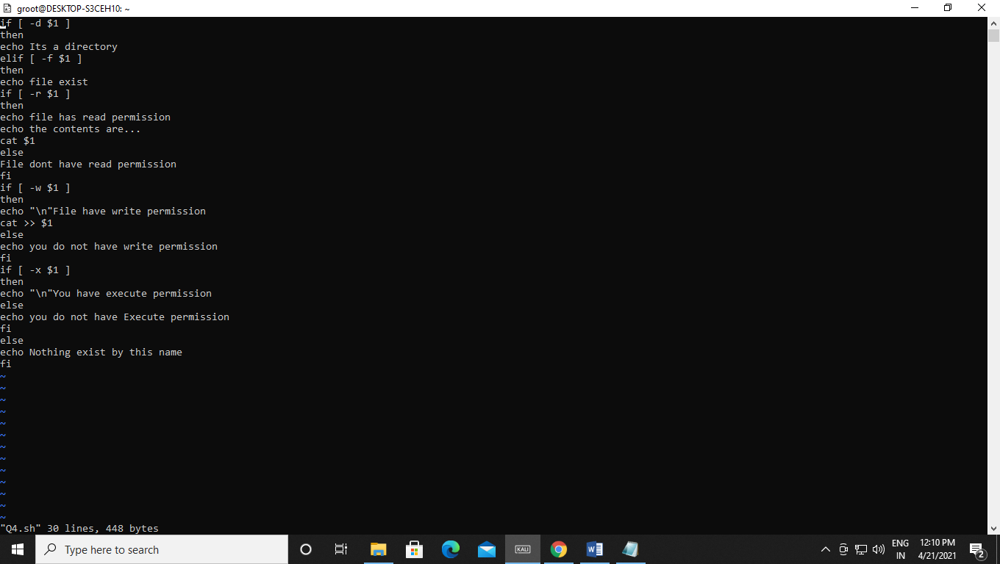 groot@DESKTOP-S3CEH10: ~
if [ -d $1 ]
then
echo Its a directory
elif [ -f $1 ]
then
echo file exist
if [ -r $1 ]
then
echo file has read permission
echo the contents are...
cat $1
else
File dont have read permission
fi
if [ -w $1 ]
then
echo "\n"File have write permission
cat >> $1
else
echo you do not have write permission
fi
if [ -x $1 ]
then
echo "\n"You have execute permission
else
echo you do not have Execute permission
fi
else
echo Nothing exist by this name
fi
~
~
~
~
~
~
~
~
~
~
~
~
~
"Q4.sh" 30 lines, 448 bytes
Type here to search
KALI
W
ENG
IN
12:10 PM
4/21/2021
2